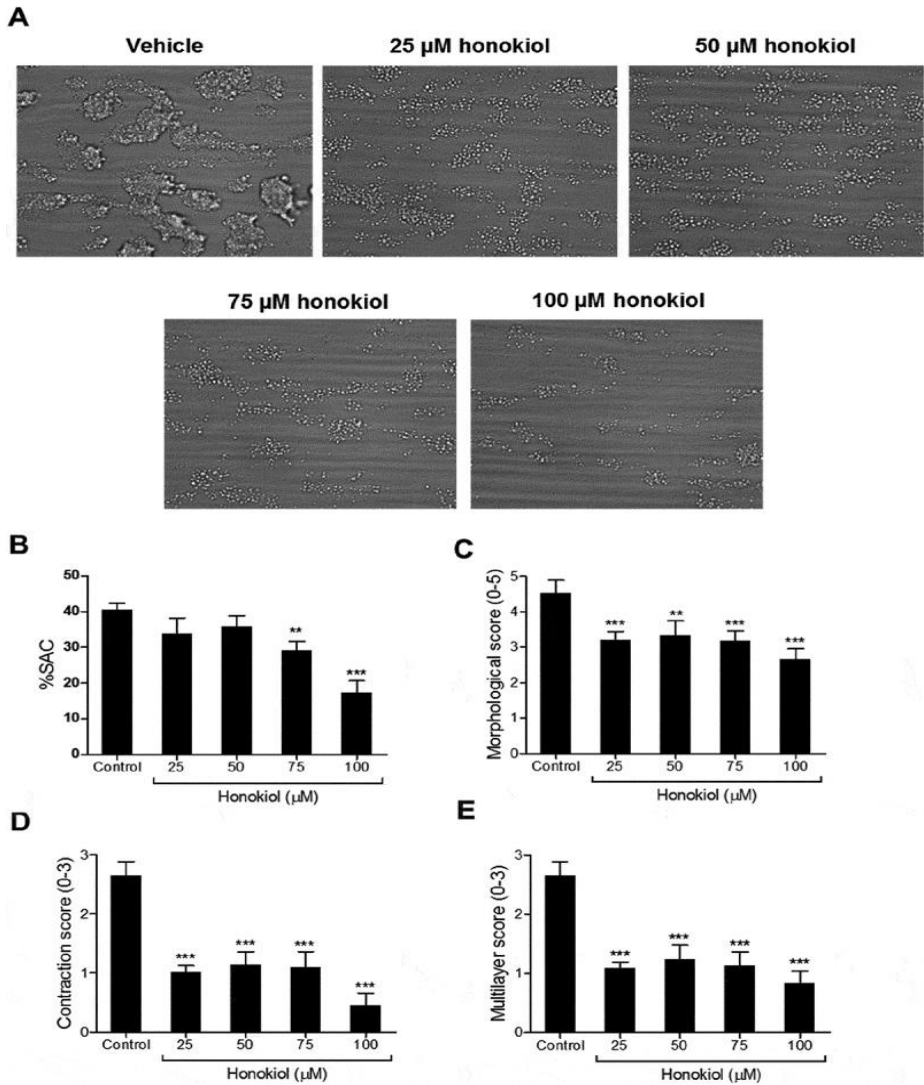 A
Vehicle
25 µM honokiol
50 µM honokiol
75 µM honokiol
100 µM honokiol
B
%SAC
50
40
30
20
10
0
**
***
Control
25
50
75
100
Honokiol (µM)
C
Morphological score (0-5)
5
4
3
2
1
0
***
**
***
***
Control
25
50
75
100
Honokiol (µM)
D
Contraction score (0-3)
3
2
1
0
***
***
***
***
Control
25
50
75
100
Honokiol (µM)
E
Multilayer score (0-3)
3
2
1
0
***
***
***
***
Control
25
50
75
100
Honokiol (µM)